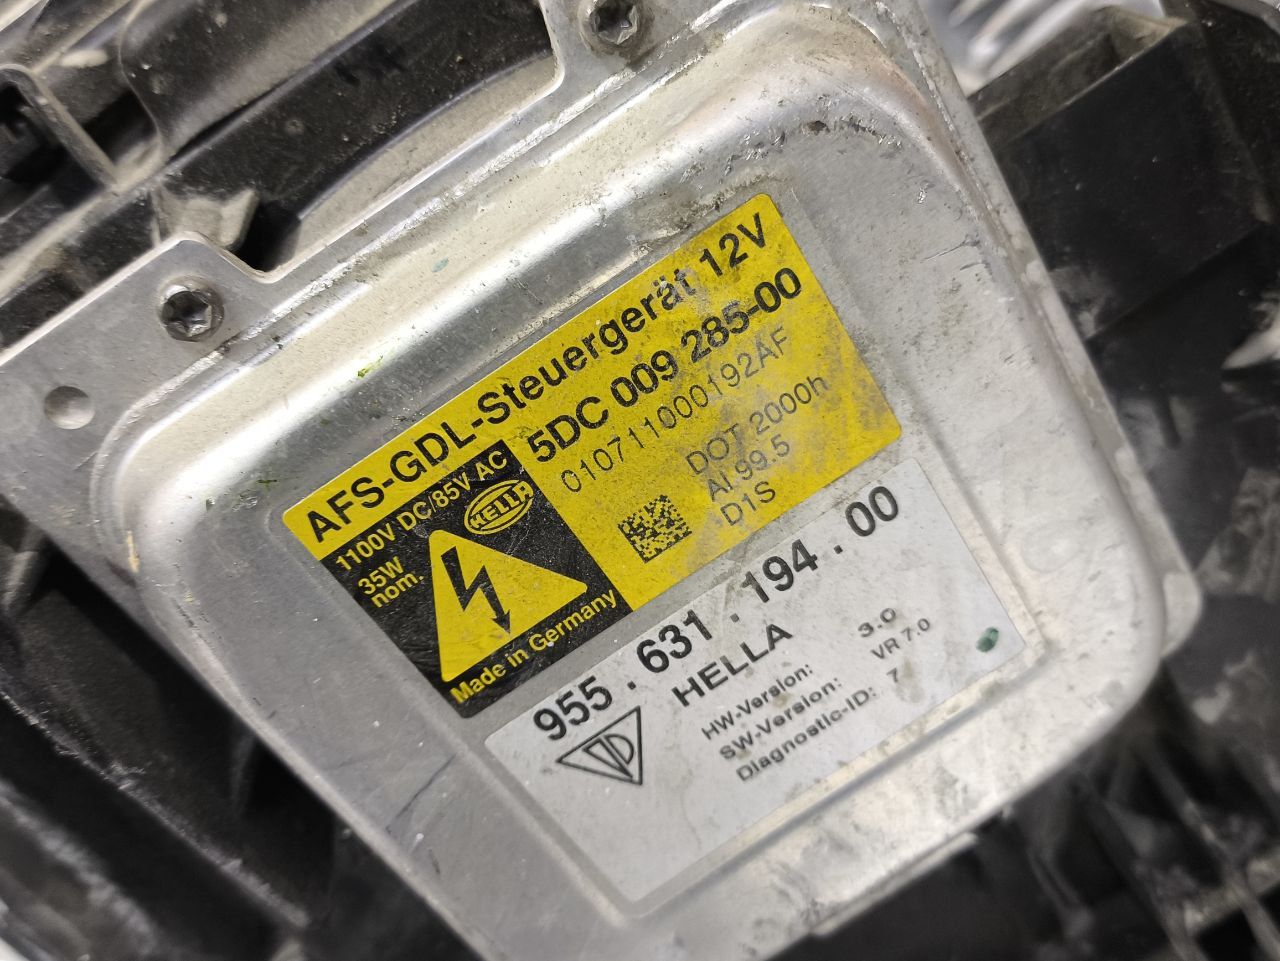 AFS-GDL-Steuergerät 12V
1100V DC/85V AC
35W
nom.
HELLA
Made in Germany
5DC 009 285-00
010711000192AF
DOT 2000h
AI 99.5
D1S
955.631.194.00
HELLA
HW-Version: 3.0
SW-Version: VR 7.0
Diagnostic-ID: 7